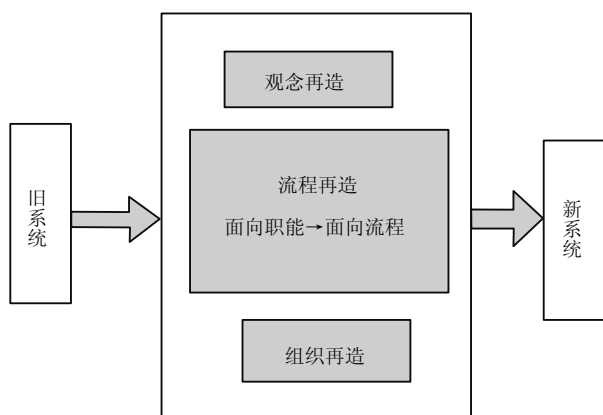 观念再造
旧系统
流程再造
面向职能→面向流程
新系统
组织再造